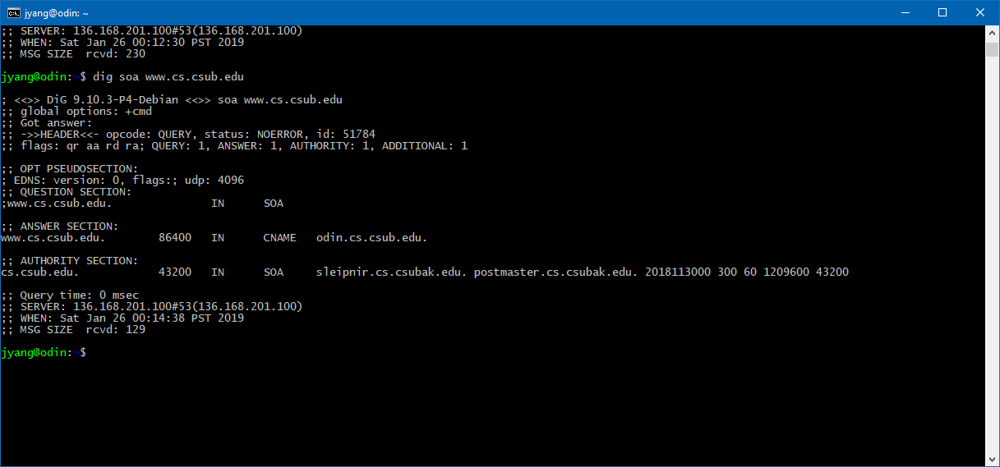 jyang@odin: ~
;; SERVER: 136.168.201.100#53(136.168.201.100)
;; WHEN: Sat Jan 26 00:12:30 PST 2019
;; MSG SIZE  rcvd: 230

jyang@odin:~$ dig soa www.cs.csub.edu

; <<>> DiG 9.10.3-P4-Debian <<>> soa www.cs.csub.edu
;; global options: +cmd
;; Got answer:
;; ->>HEADER<<- opcode: QUERY, status: NOERROR, id: 51784
;; flags: qr aa rd ra; QUERY: 1, ANSWER: 1, AUTHORITY: 1, ADDITIONAL: 1

;; OPT PSEUDOSECTION:
; EDNS: version: 0, flags:; udp: 4096
;; QUESTION SECTION:
;www.cs.csub.edu.               IN      SOA

;; ANSWER SECTION:
www.cs.csub.edu.        86400   IN      CNAME   odin.cs.csub.edu.

;; AUTHORITY SECTION:
cs.csub.edu.            43200   IN      SOA     sleipnir.cs.csubak.edu. postmaster.cs.csubak.edu. 2018113000 300 60 1209600 43200

;; Query time: 0 msec
;; SERVER: 136.168.201.100#53(136.168.201.100)
;; WHEN: Sat Jan 26 00:14:38 PST 2019
;; MSG SIZE  rcvd: 129

jyang@odin:~$